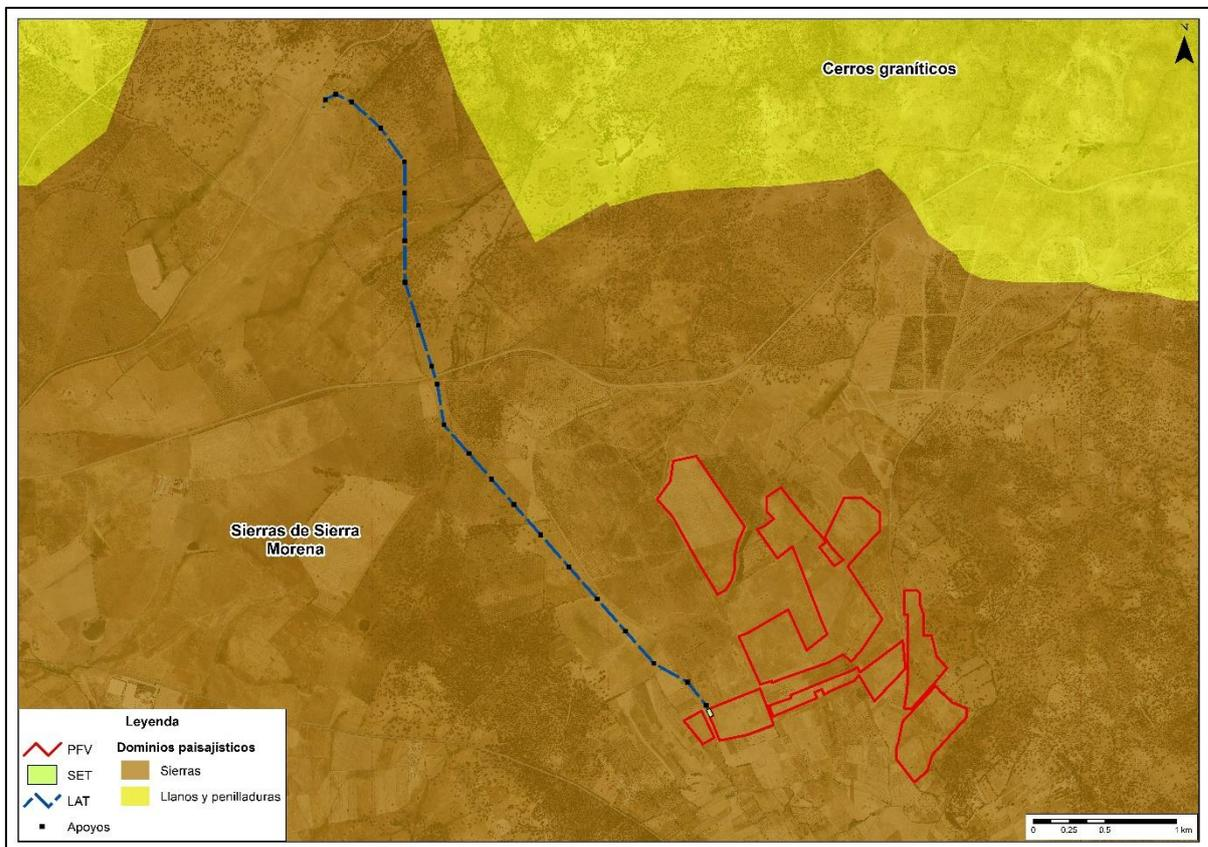 Cerros graníticos
Sierras de Sierra
Morena
Leyenda
PFV
SET
LAT
Apoyos
Dominios paisajísticos
Sierras
Llanos y penilladuras
0 0.25 0.5 1 km
N